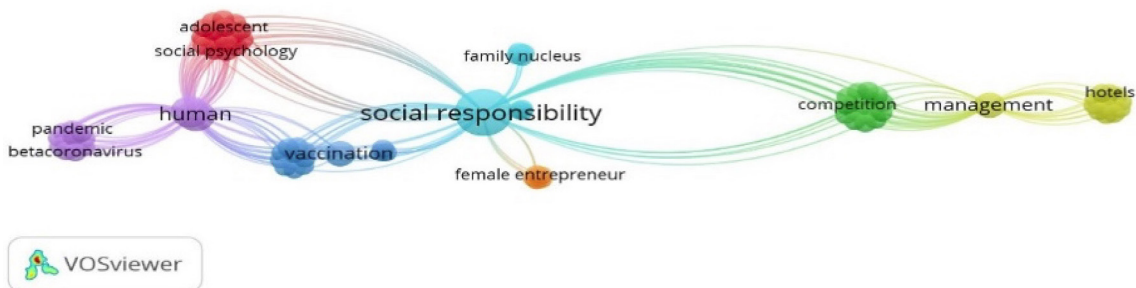 adolescent
social psychology
family nucleus
human
social responsibility
competition
management
hotels
pandemic
betacoronavirus
vaccination
female entrepreneur
VOSviewer